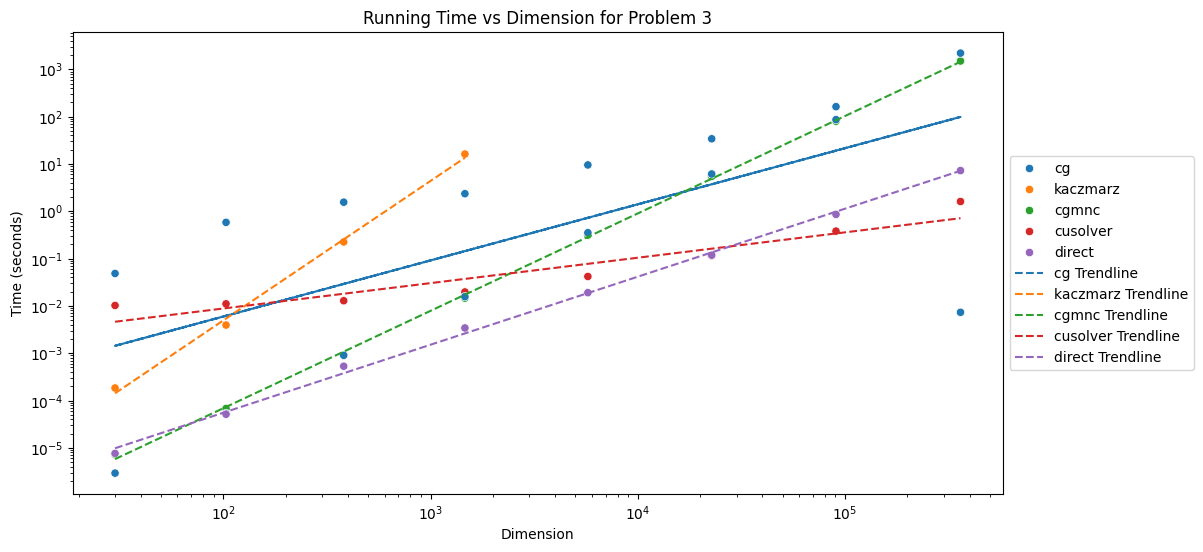 Running Time vs Dimension for Problem 3
Time (seconds)
10³
10²
10¹
10⁰
10⁻¹
10⁻²
10⁻³
10⁻⁴
10⁻⁵
10²
10³
10⁴
10⁵
Dimension
cg
kaczmarz
cgmnc
cusolver
direct
cg Trendline
kaczmarz Trendline
cgmnc Trendline
cusolver Trendline
direct Trendline